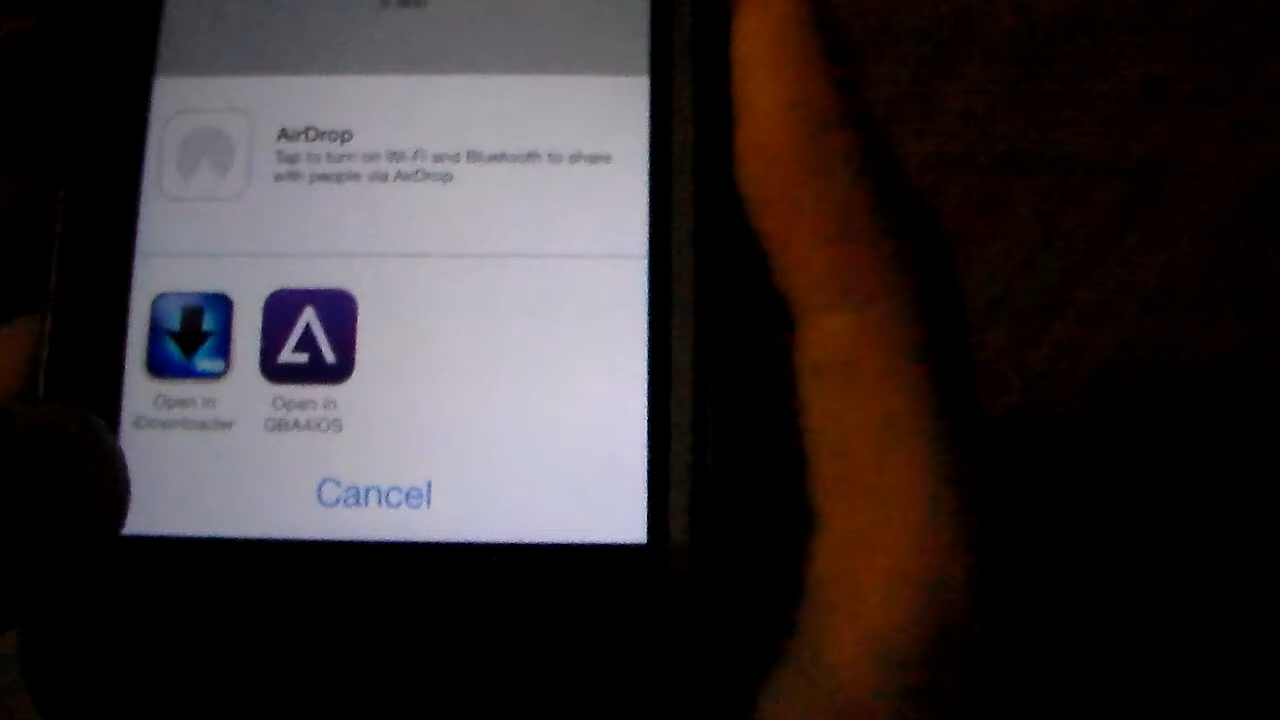 AirDrop
Tap to turn on Wi-Fi and Bluetooth to share
with people via AirDrop.
Open in
iDownloader
Open in
GBA4iOS
Cancel